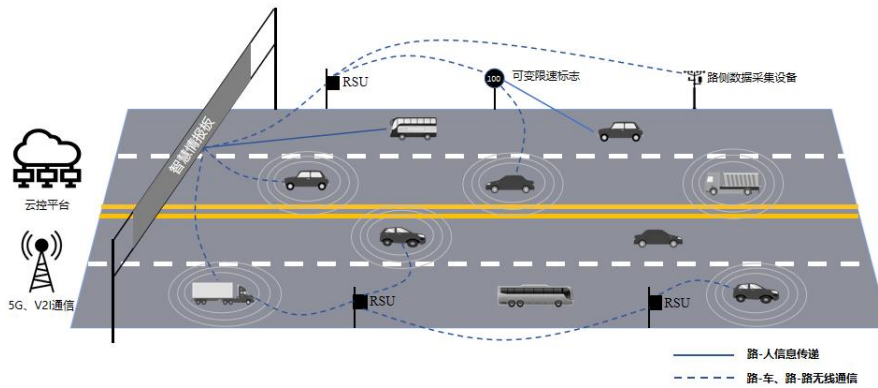 RSU
100
可变限速标志
路侧数据采集设备
智慧情报板
云控平台
5G、V2I通信
RSU
RSU
路-人信息传递
路-车、路-路无线通信